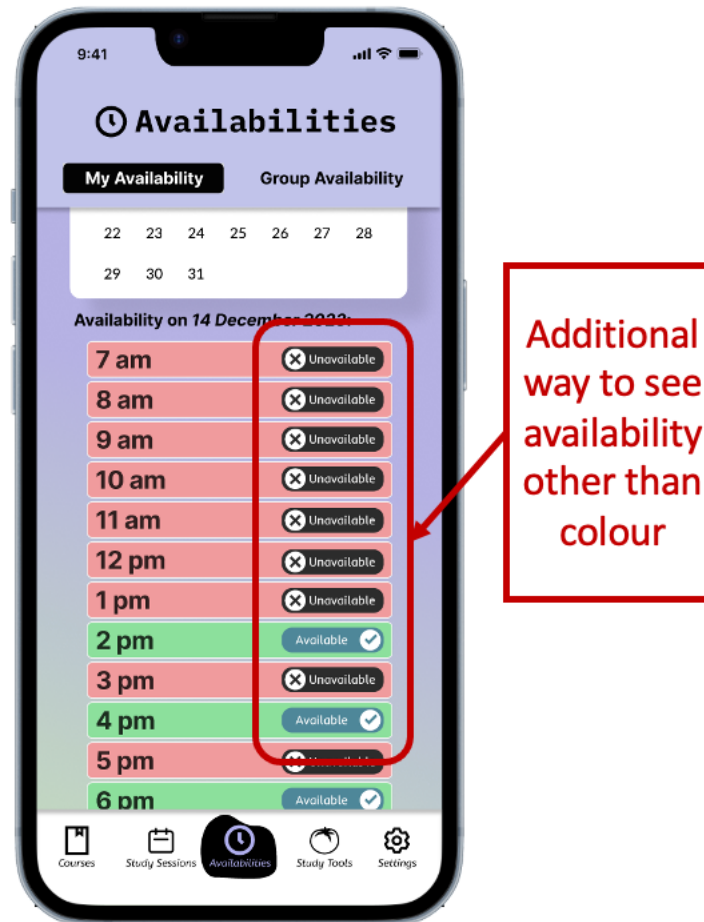 9:41
Availabilities
My Availability Group Availability
22 23 24 25 26 27 28
29 30 31
Availability on 14 December 2023:
7 am Unavailable
8 am Unavailable
9 am Unavailable
10 am Unavailable
11 am Unavailable
12 pm Unavailable
1 pm Unavailable
2 pm Available
3 pm Unavailable
4 pm Available
5 pm Unavailable
6 pm Available
Courses Study Sessions Availabilities Study Tools Settings
Additional
way to see
availability
other than
colour